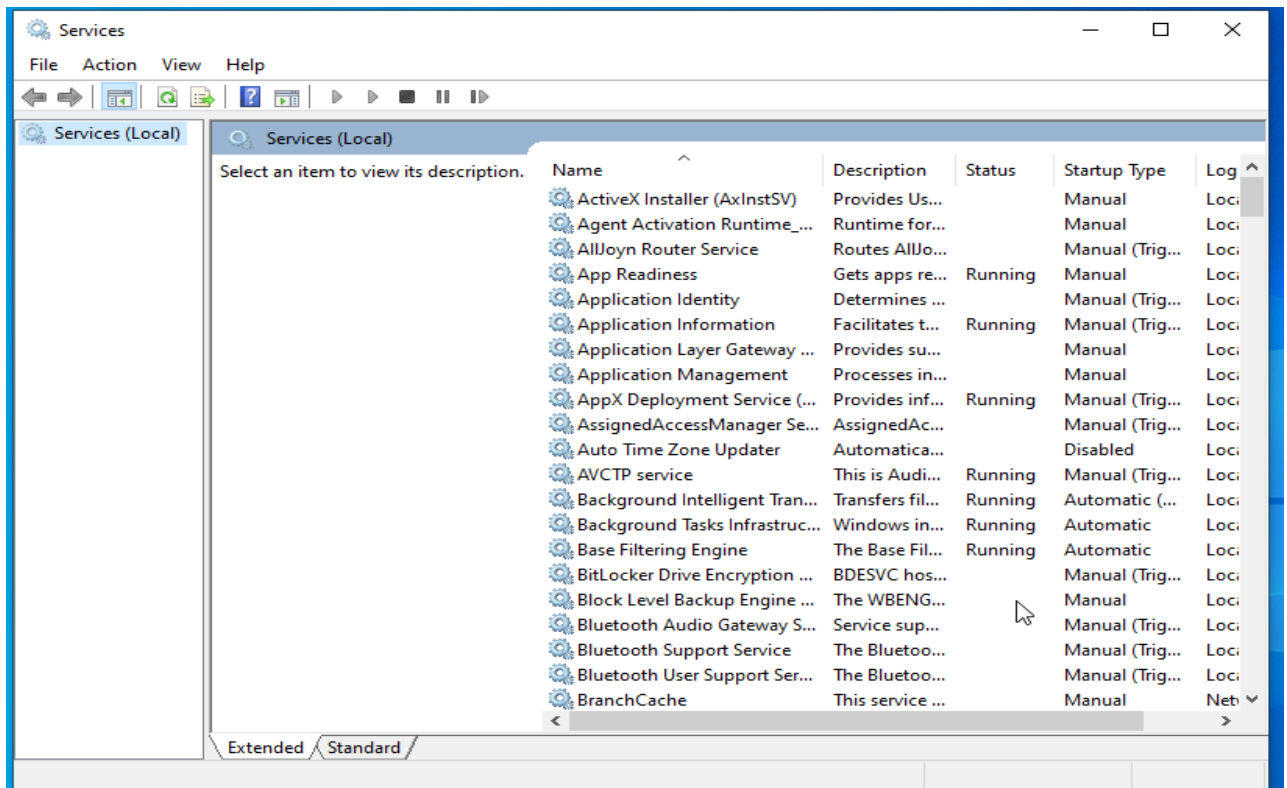 Services
File Action View Help
Services (Local)
Services (Local)
Select an item to view its description.
Name Description Status Startup Type Log
ActiveX Installer (AxInstSV) Provides Us... Manual Loca
Agent Activation Runtime_... Runtime for... Manual Loca
AllJoyn Router Service Routes AllJo... Manual (Trig... Loca
App Readiness Gets apps re... Running Manual Loca
Application Identity Determines ... Manual (Trig... Loca
Application Information Facilitates t... Running Manual (Trig... Loca
Application Layer Gateway ... Provides su... Manual Loca
Application Management Processes in... Manual Loca
AppX Deployment Service (... Provides inf... Running Manual (Trig... Loca
AssignedAccessManager Se... AssignedAc... Manual (Trig... Loca
Auto Time Zone Updater Automatica... Disabled Loca
AVCTP service This is Audi... Running Manual (Trig... Loca
Background Intelligent Tran... Transfers fil... Running Automatic (... Loca
Background Tasks Infrastruc... Windows in... Running Automatic Loca
Base Filtering Engine The Base Fil... Running Automatic Loca
BitLocker Drive Encryption ... BDESVC hos... Manual (Trig... Loca
Block Level Backup Engine ... The WBENG... Manual Loca
Bluetooth Audio Gateway S... Service sup... Manual (Trig... Loca
Bluetooth Support Service The Bluetoo... Manual (Trig... Loca
Bluetooth User Support Ser... The Bluetoo... Manual (Trig... Loca
BranchCache This service ... Manual Netw
Extended Standard